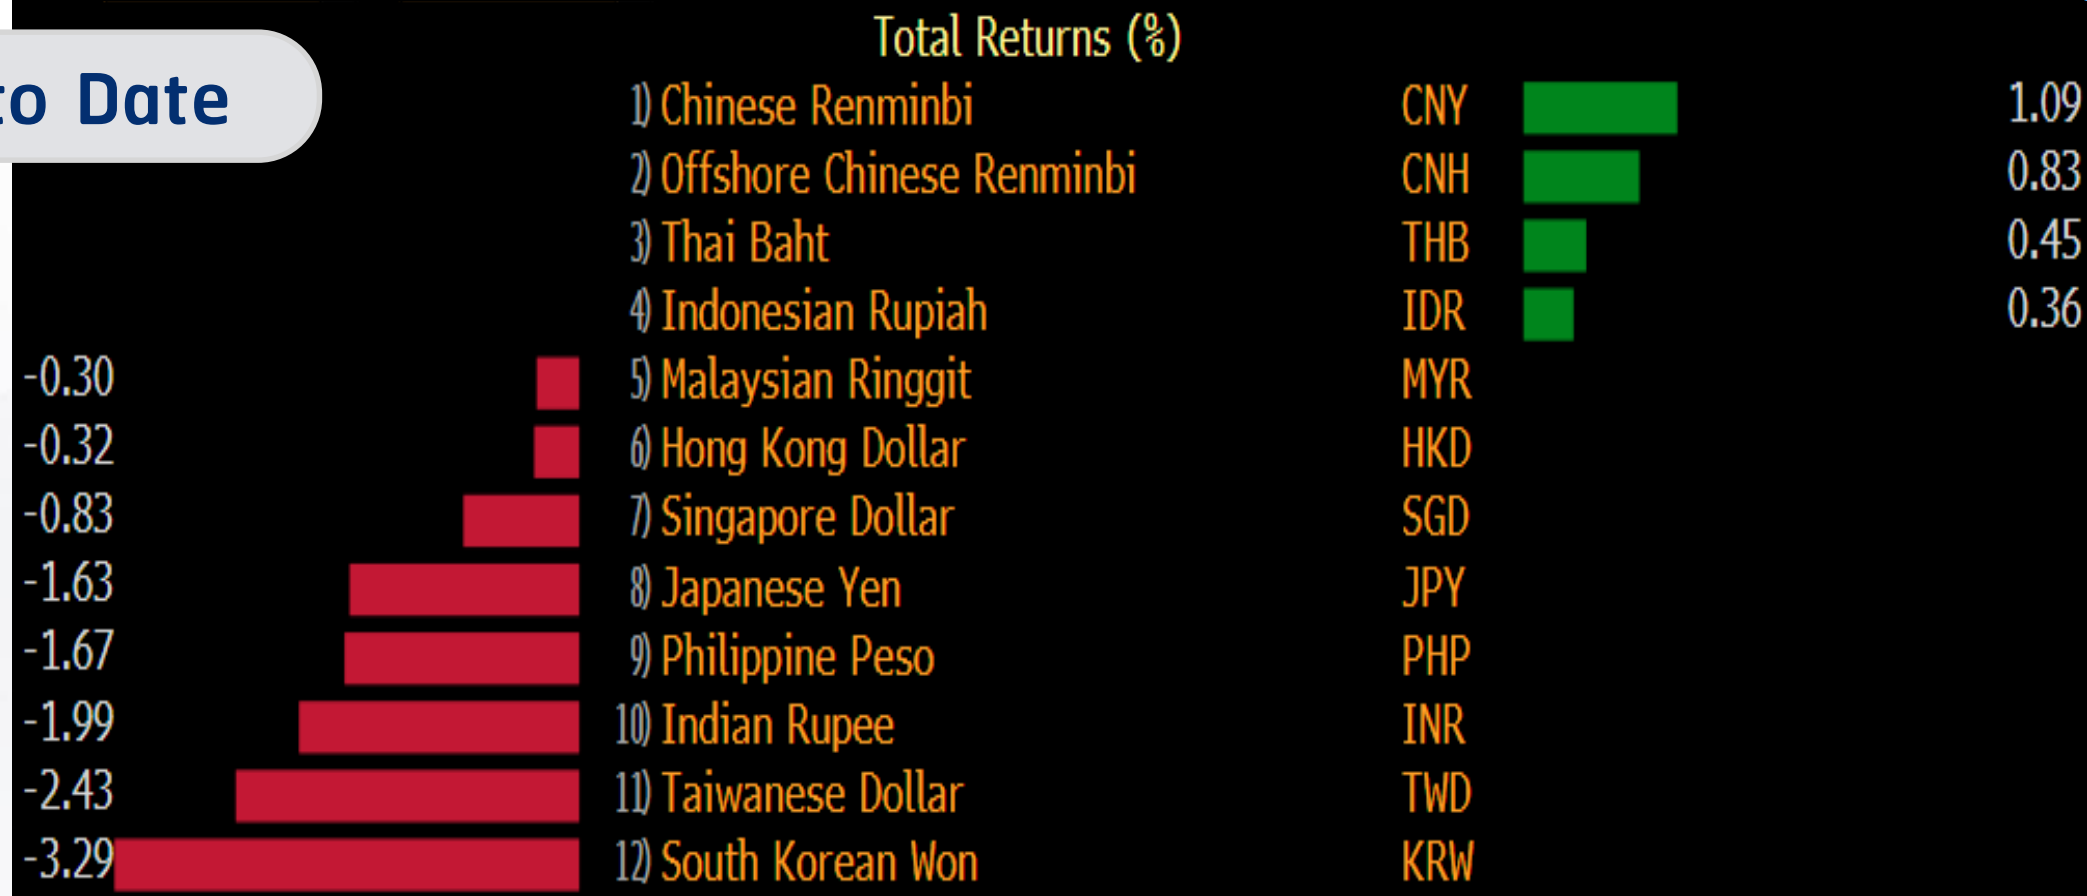 Total Returns (%)
to Date
1) Chinese Renminbi CNY 1.09
2) Offshore Chinese Renminbi CNH 0.83
3) Thai Baht THB 0.45
4) Indonesian Rupiah IDR 0.36
-0.30 5) Malaysian Ringgit MYR
-0.32 6) Hong Kong Dollar HKD
-0.83 7) Singapore Dollar SGD
-1.63 8) Japanese Yen JPY
-1.67 9) Philippine Peso PHP
-1.99 10) Indian Rupee INR
-2.43 11) Taiwanese Dollar TWD
-3.29 12) South Korean Won KRW